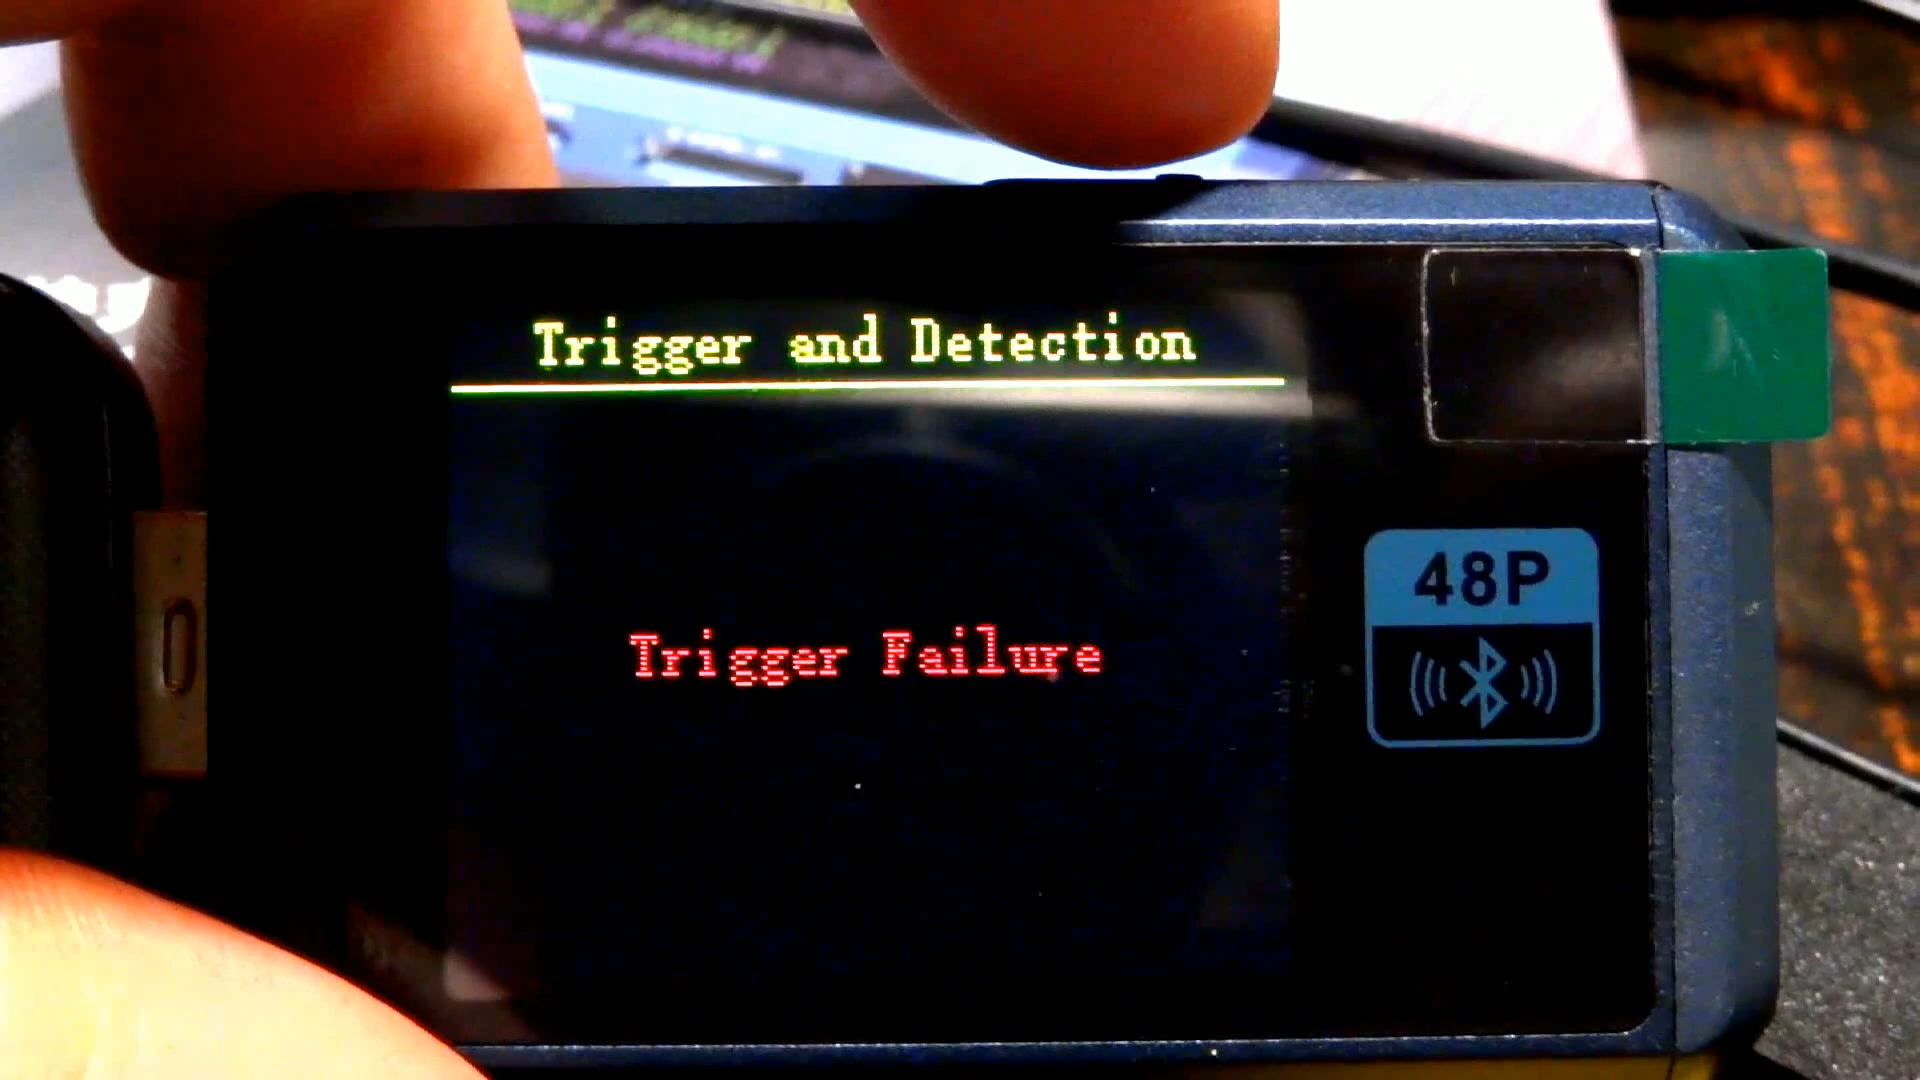 Trigger and Detection
Trigger Failure
48P